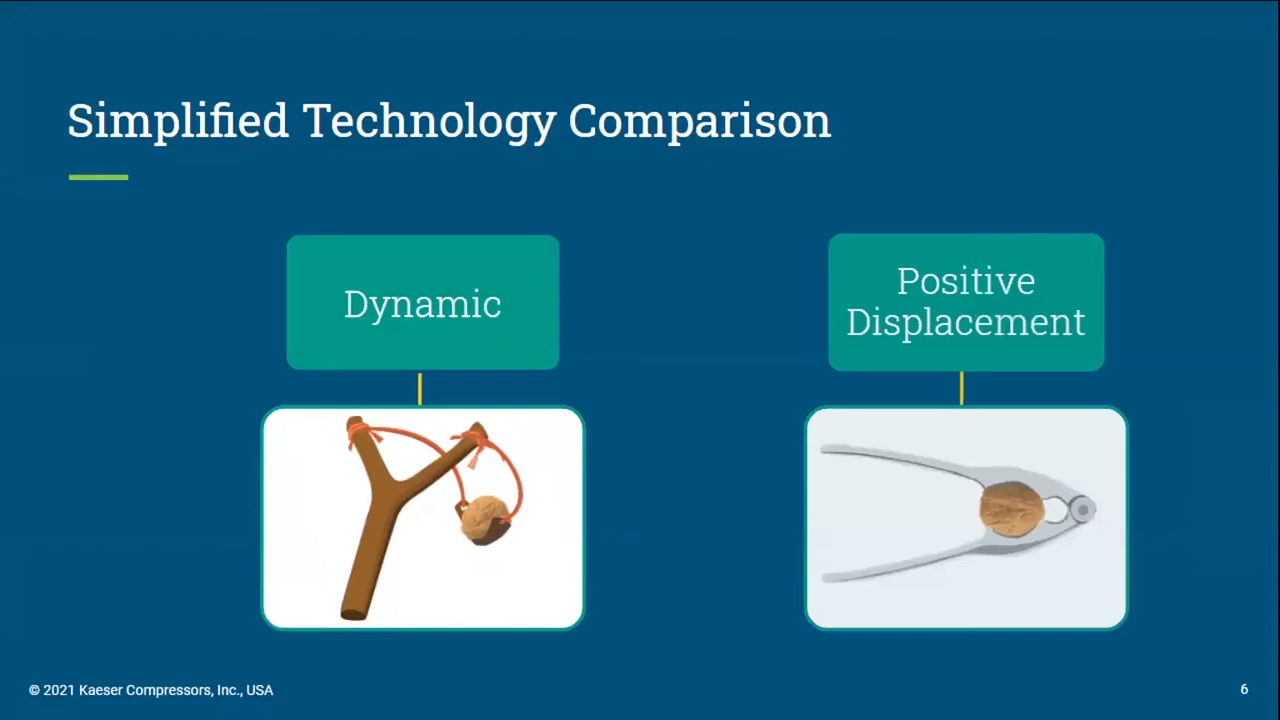 Simplified Technology Comparison
Dynamic
Positive
Displacement
© 2021 Kaeser Compressors, Inc., USA
6